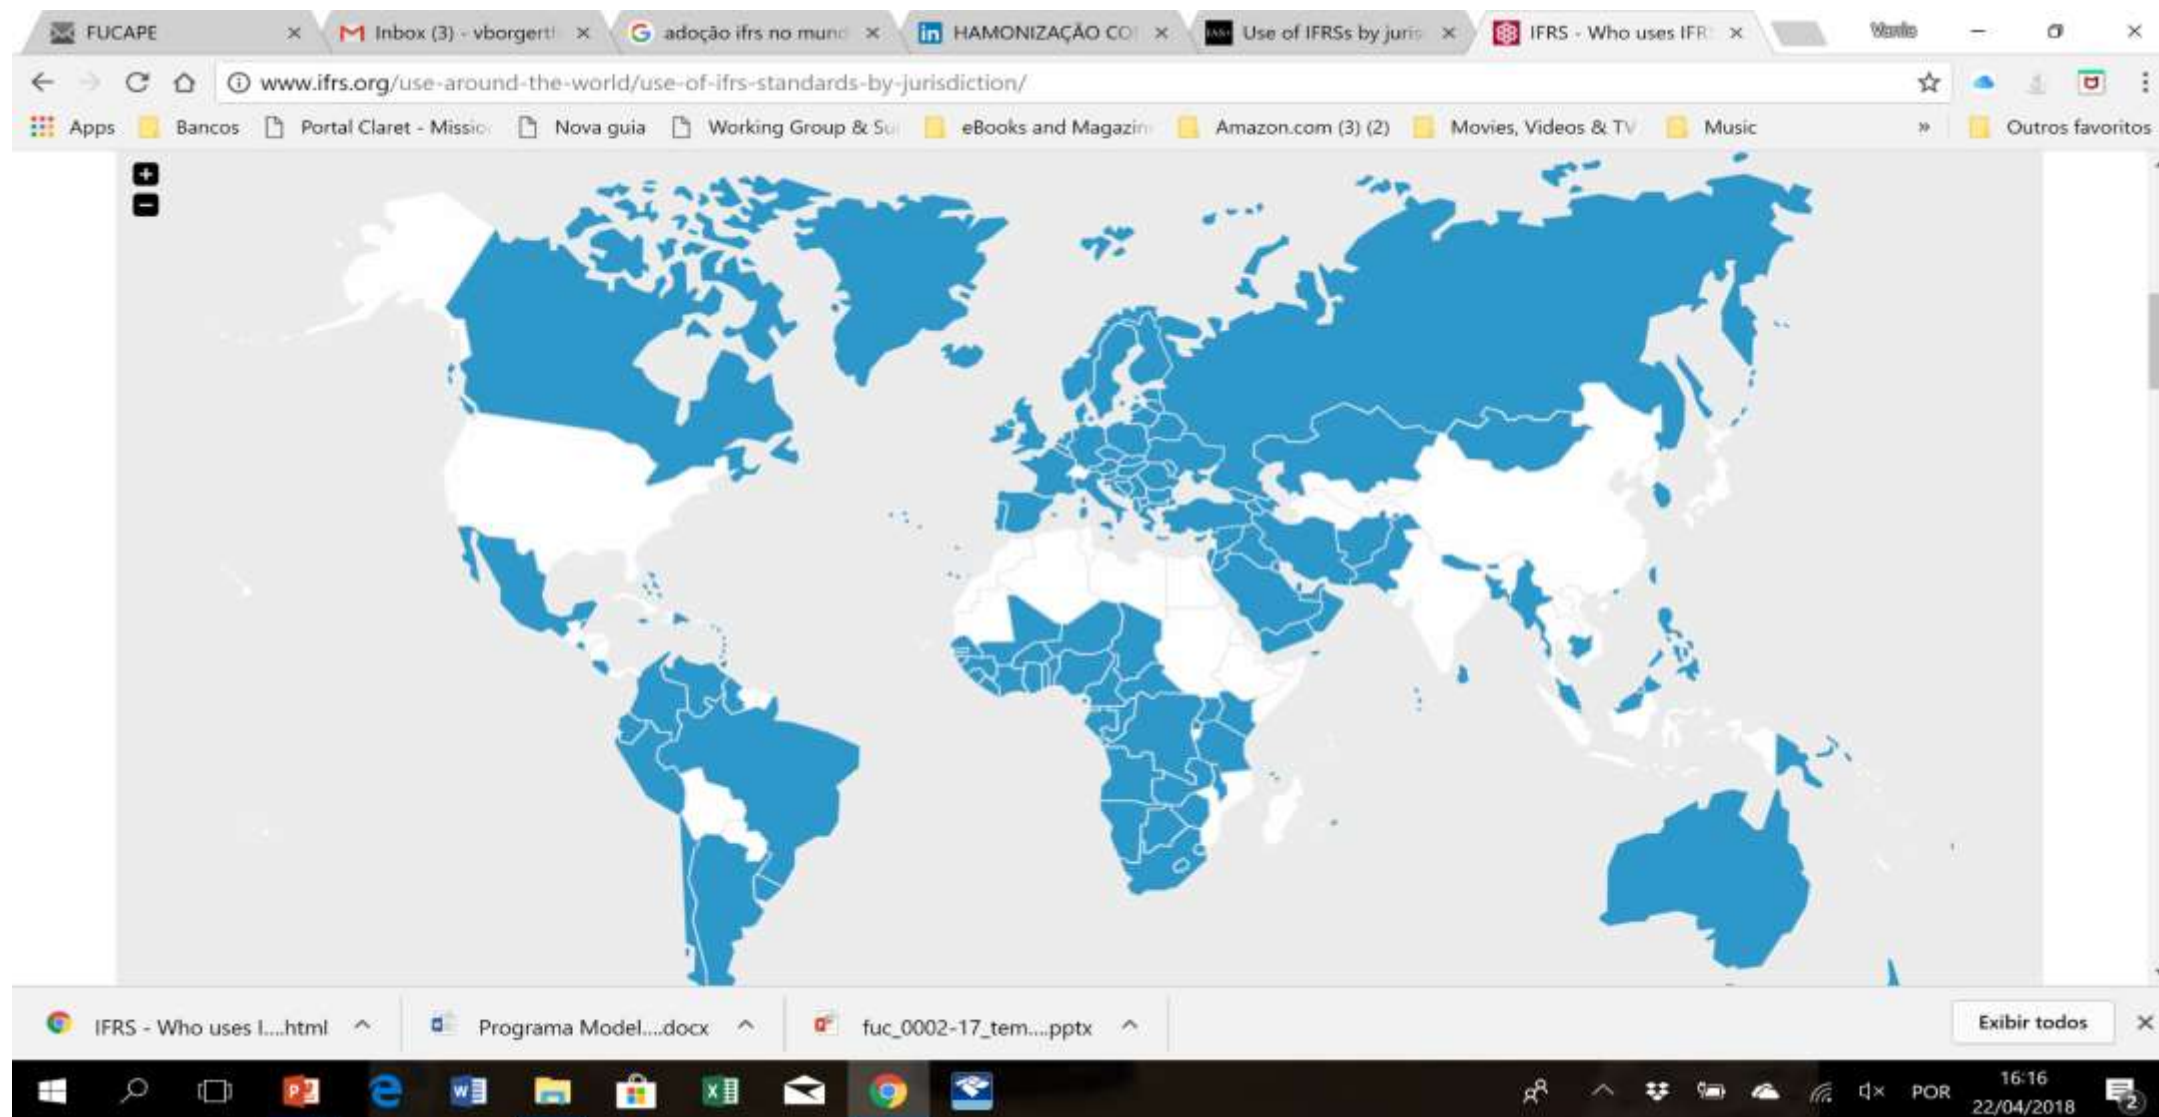 FUCAPE
Inbox (3) - vborgert
adoção ifrs no mun
HAMONIZAÇÃO CO
Use of IFRSs by juris
IFRS - Who uses IFR
www.ifrs.org/use-around-the-world/use-of-ifrs-standards-by-jurisdiction/
Apps
Bancos
Portal Claret - Missio
Nova guia
Working Group & Su
eBooks and Magazin
Amazon.com (3) (2)
Movies, Videos & TV
Music
»
Outros favoritos
+
−
IFRS - Who uses I....html
Programa Model....docx
fuc_0002-17_tem....pptx
Exibir todos
POR
16:16
22/04/2018
2